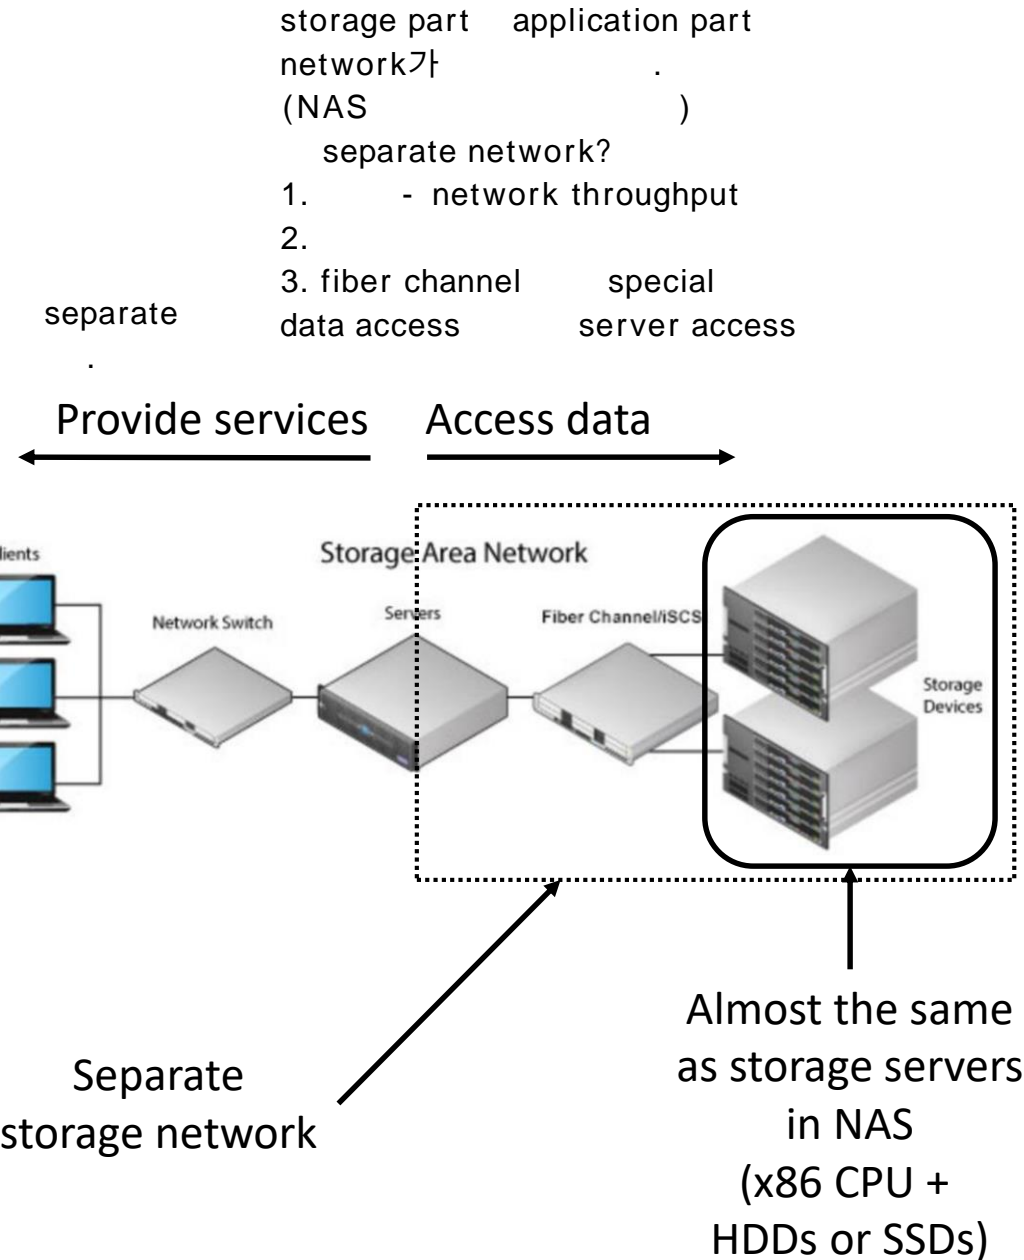 storage part application part
network가 .
(NAS )
separate network?
1. - network throughput
2.
3. fiber channel special
data access server access
separate
.
Provide services Access data
lients
Storage Area Network
Network Switch
Servers
Fiber Channel/iSCS
Storage
Devices
Separate
storage network
Almost the same
as storage servers
in NAS
(x86 CPU +
HDDs or SSDs)